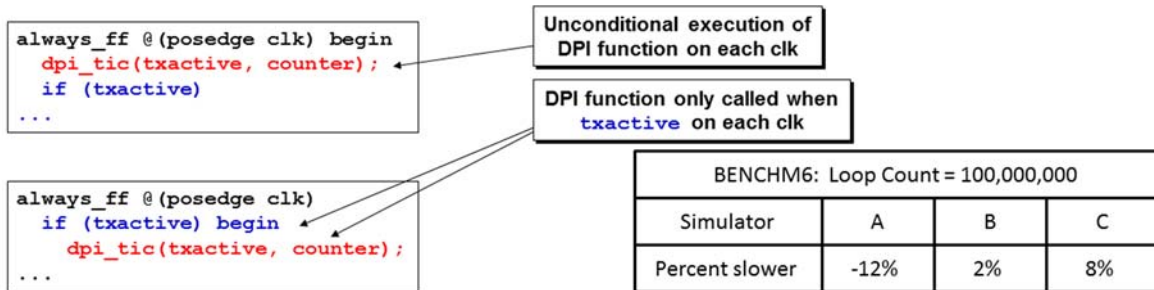 always_ff @(posedge clk) begin
dpi_tic(txactive, counter);
if (txactive)
...
Unconditional execution of
DPI function on each clk
DPI function only called when
txactive on each clk
always_ff @(posedge clk)
if (txactive) begin
dpi_tic(txactive, counter);
...
BENCHM6: Loop Count = 100,000,000
Simulator A B C
Percent slower -12% 2% 8%